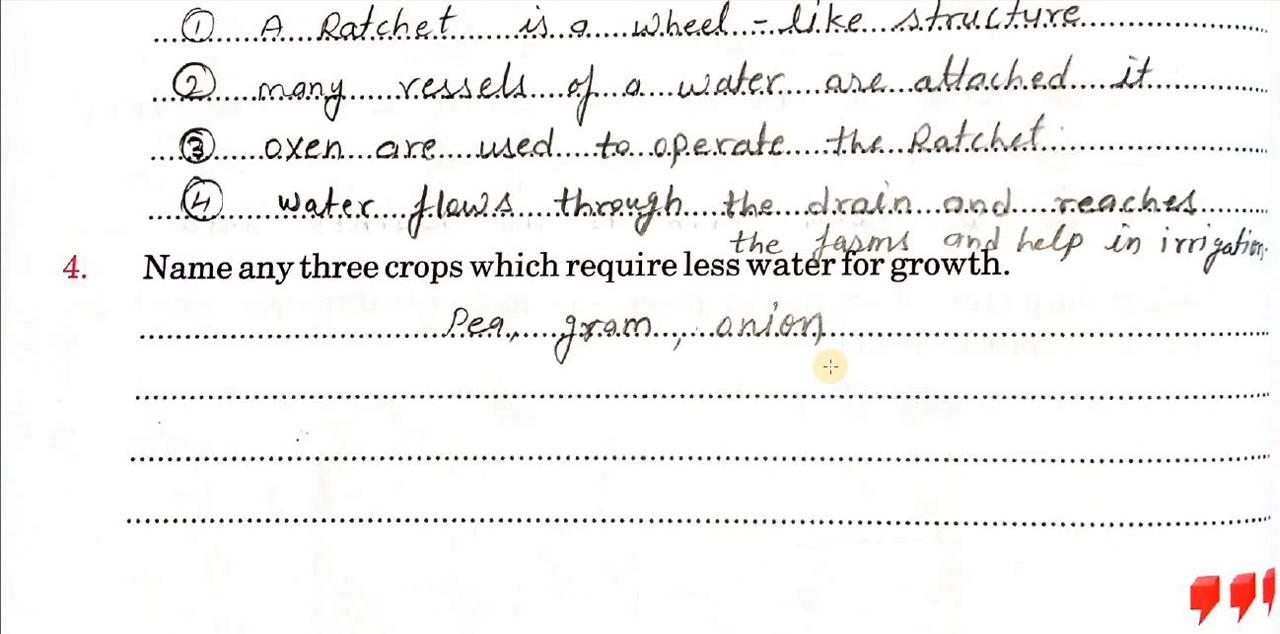 ① A Ratchet is a wheel-like structure
② many vessels of a water are attached it
③ oxen are used to operate the Ratchet.
④ water flows through the drain and reaches
the farms and help in irrigation.
4. Name any three crops which require less water for growth.
Pea, gram, onion